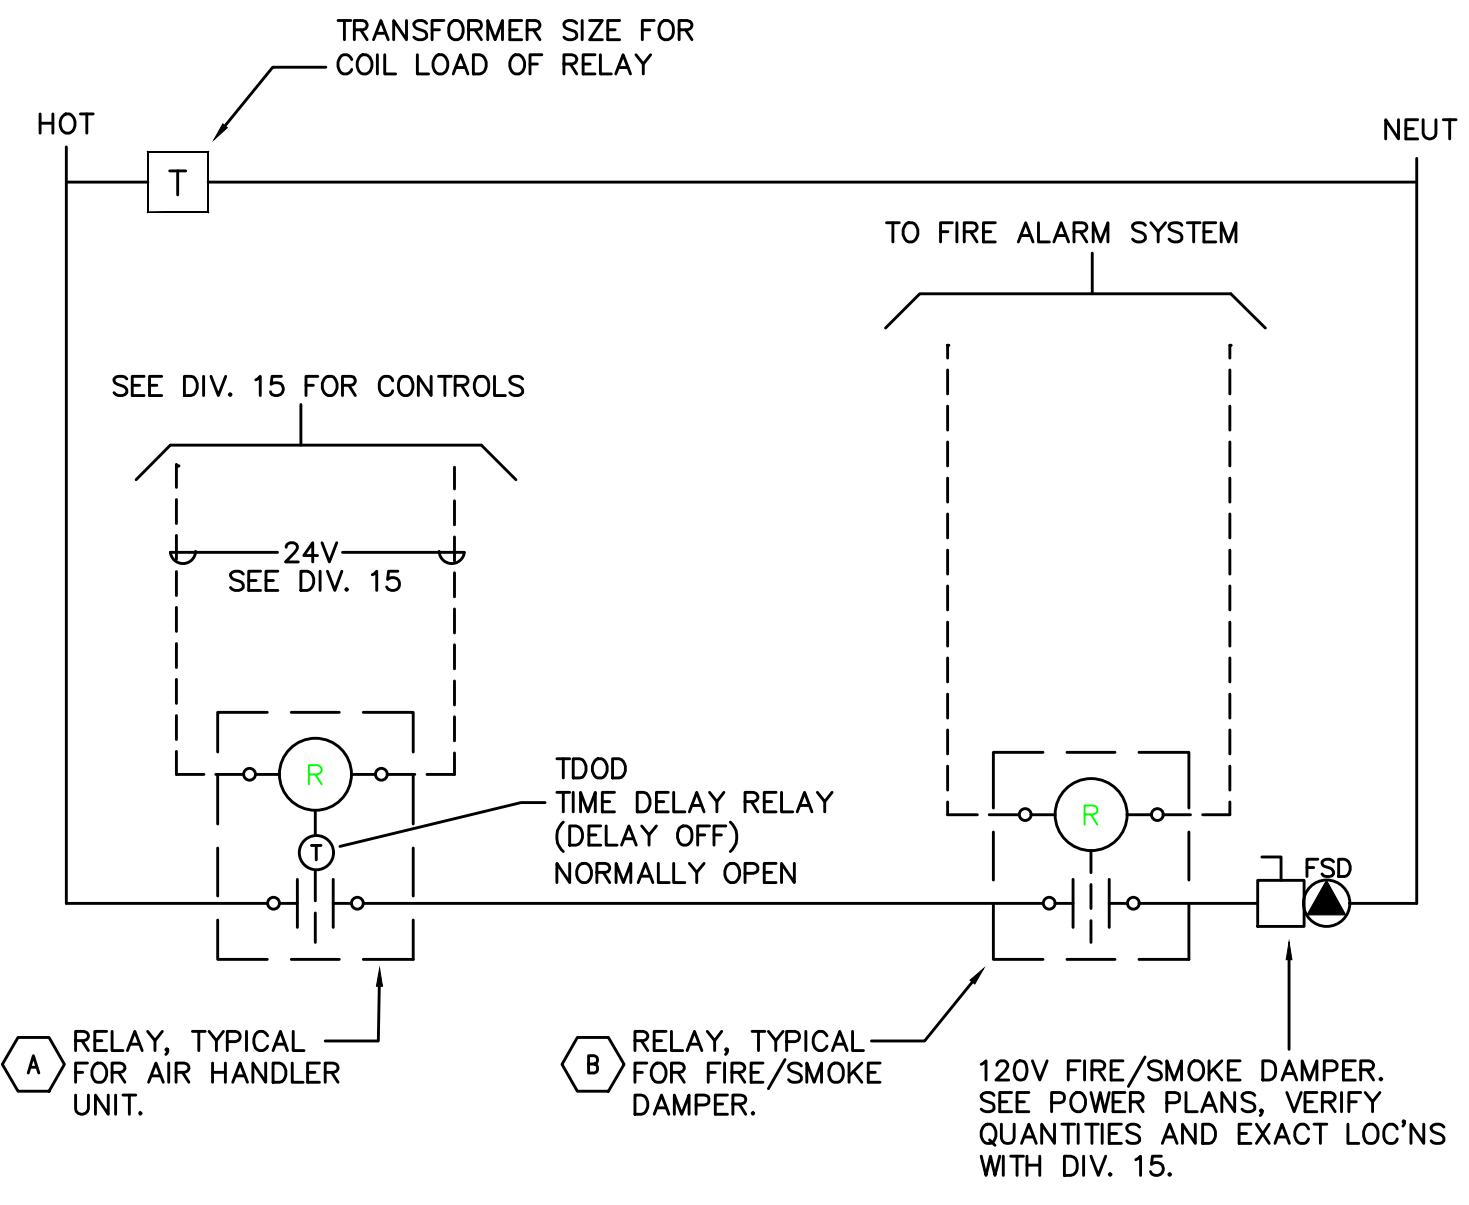 TRANSFORMER SIZE FOR
COIL LOAD OF RELAY
HOT
NEUT
T
TO FIRE ALARM SYSTEM
SEE DIV. 15 FOR CONTROLS
24V
SEE DIV. 15
R
TDOD
TIME DELAY RELAY
(DELAY OFF)
NORMALLY OPEN
T
R
FSD
A
RELAY, TYPICAL
FOR AIR HANDLER
UNIT.
B
RELAY, TYPICAL
FOR FIRE/SMOKE
DAMPER.
120V FIRE/SMOKE DAMPER.
SEE POWER PLANS, VERIFY
QUANTITIES AND EXACT LOC'NS
WITH DIV. 15.